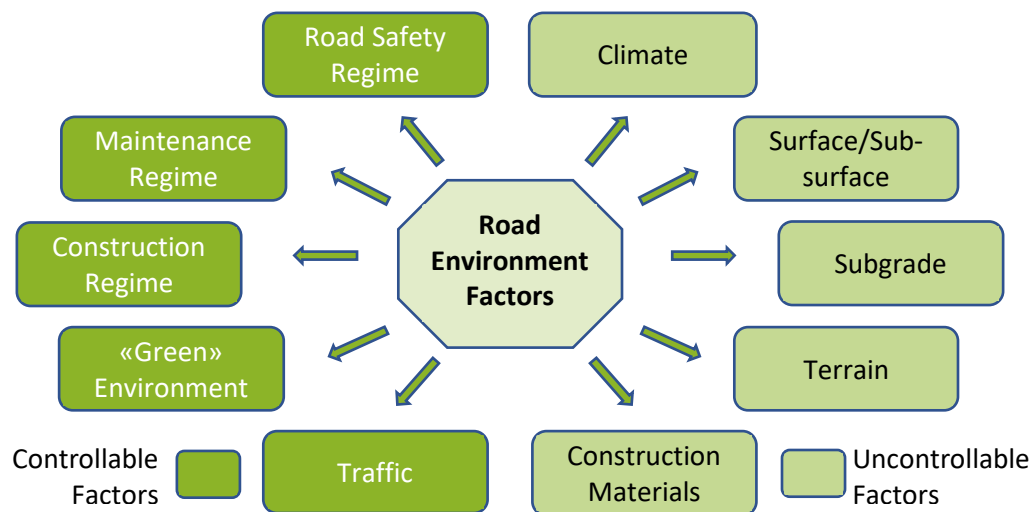 Road Safety
Regime
Climate
Maintenance
Regime
Surface/Sub-
surface
Construction
Regime
Road
Environment
Factors
Subgrade
«Green»
Environment
Terrain
Controllable
Factors
Traffic
Construction
Materials
Uncontrollable
Factors